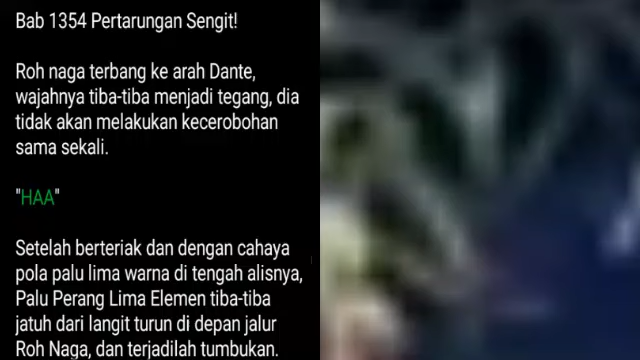 Bab 1354 Pertarungan Sengit!
Roh naga terbang ke arah Dante,
wajahnya tiba-tiba menjadi tegang, dia
tidak akan melakukan kecerobohan
sama sekali.
"HAA"
Setelah berteriak dan dengan cahaya
pola palu lima warna di tengah alisnya,
Palu Perang Lima Elemen tiba-tiba
jatuh dari langit turun di depan jalur
Roh Naga, dan terjadilah tumbukan.